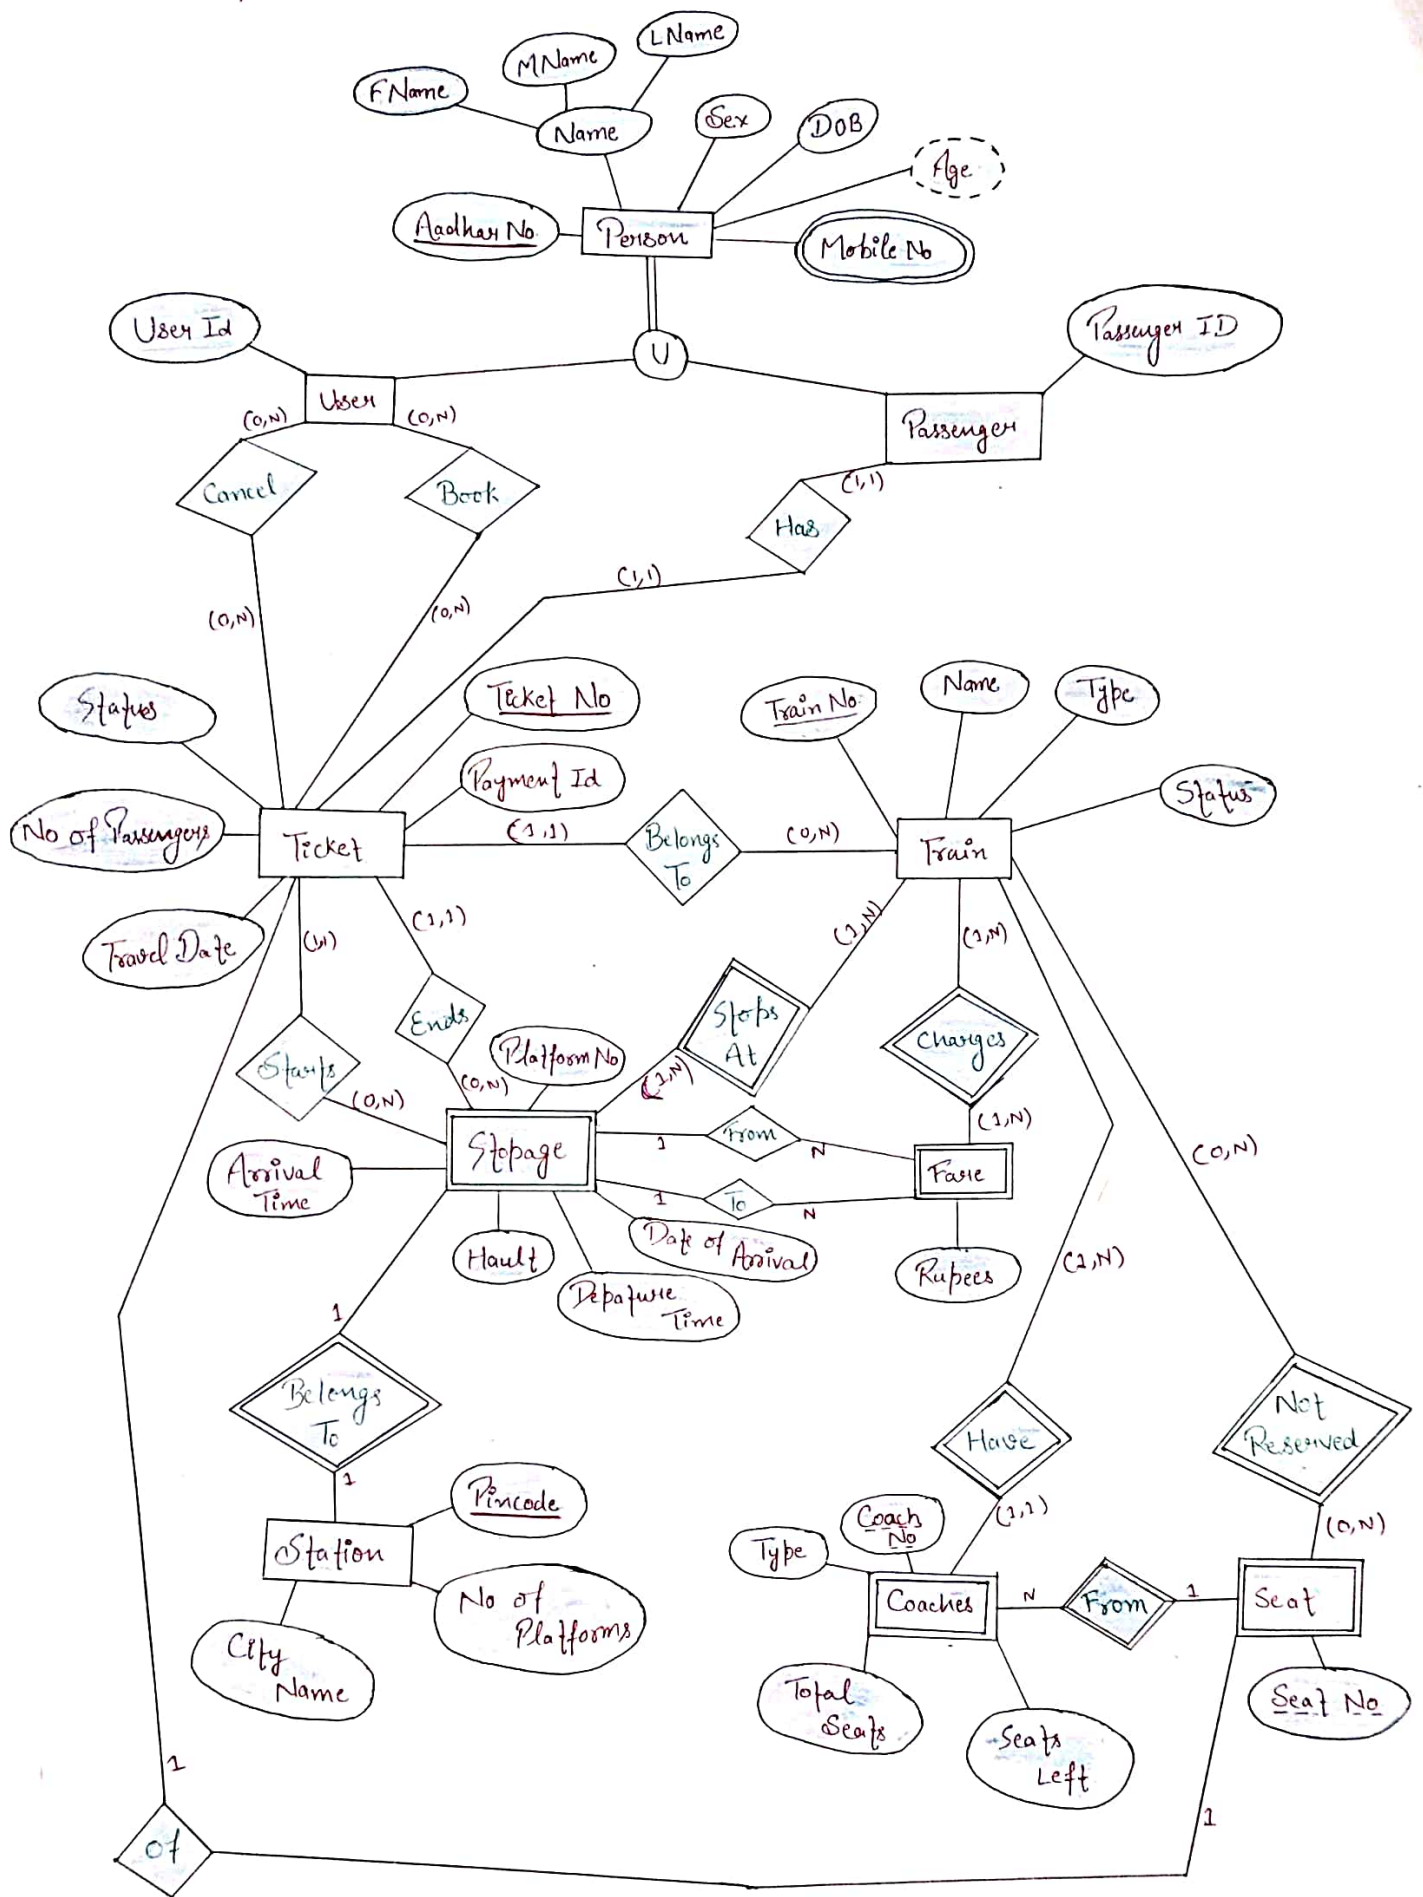 LName
MName
FName
Name
Sex
DOB
Age
Aadhar No.
Person
Mobile No
User Id
Passenger ID
U
User
Passenger
(0,N)
(0,N)
(1,1)
Cancel
Book
Has
(1,1)
(0,N)
(0,N)
Status
Ticket No
Train No.
Name
Type
Payment Id
Status
No of Passengers
Ticket
(1,1)
Belongs
To
(0,N)
Train
Travel Date
(1,1)
(1,1)
(1,N)
(1,N)
Starts
Ends
Stops
At
Charges
Platform No
(0,N)
(0,N)
(1,N)
(1,N)
Stopage
1
From
N
Fare
(0,N)
Arrival
Time
1
To
N
Hault
Date of
Arrival
Depature
Time
Rupees
(1,N)
1
Belongs
To
1
Not
Reserved
Have
Pincode
Station
No of
Platforms
City
Name
Coach
No
(1,1)
(0,N)
Type
Coaches
N
From
1
Seat
Total
Seats
Seats
Left
Seat No
1
1
Of